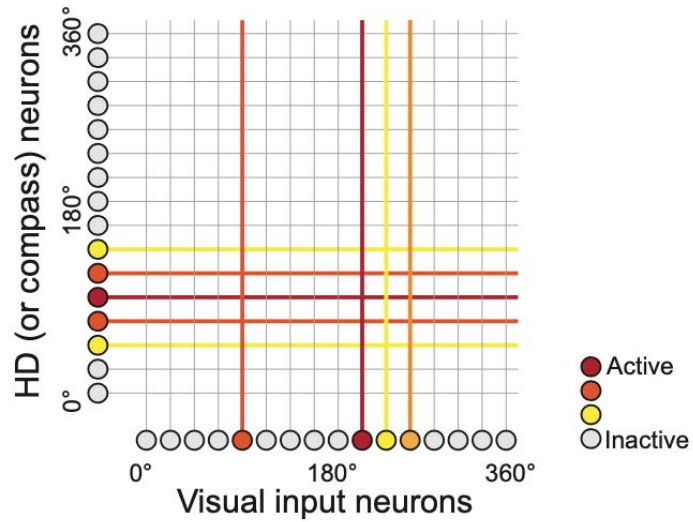 HD (or compass) neurons
360°
180°
0°
Active
Inactive
0°
180°
360°
Visual input neurons